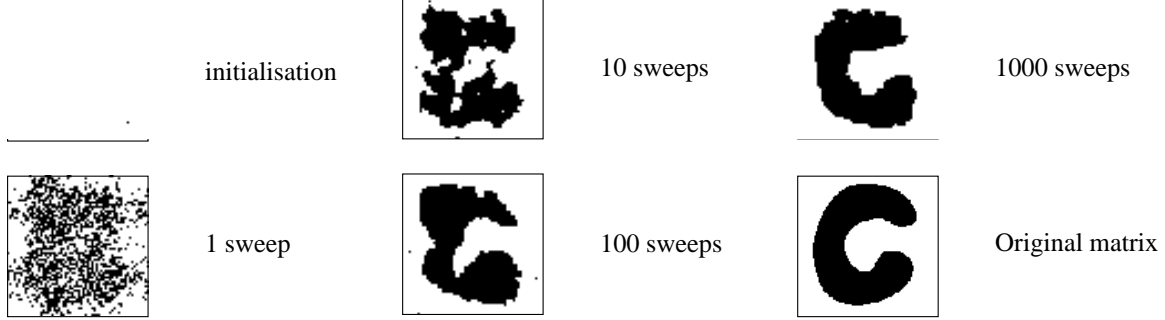 initialisation
10 sweeps
1000 sweeps
1 sweep
100 sweeps
Original matrix